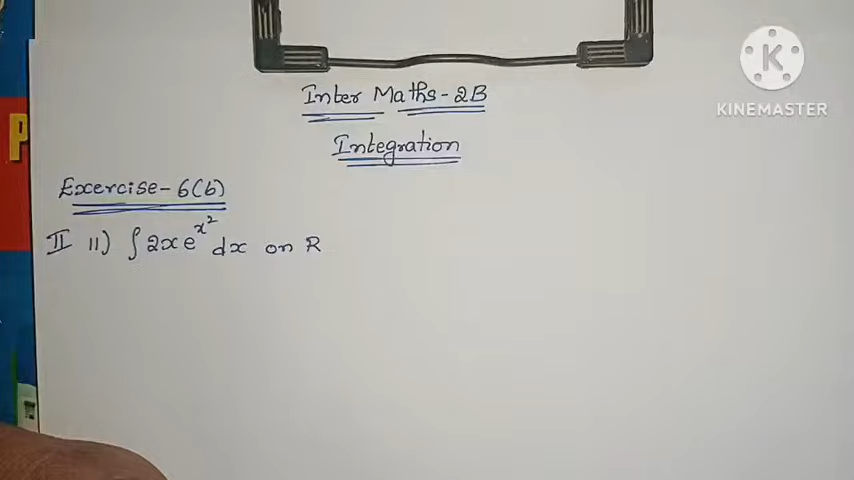 Inter Maths-2B
Integration
Exercise-6(b)
II 11) ∫2xe^x² dx on R
K
KINEMASTER
P